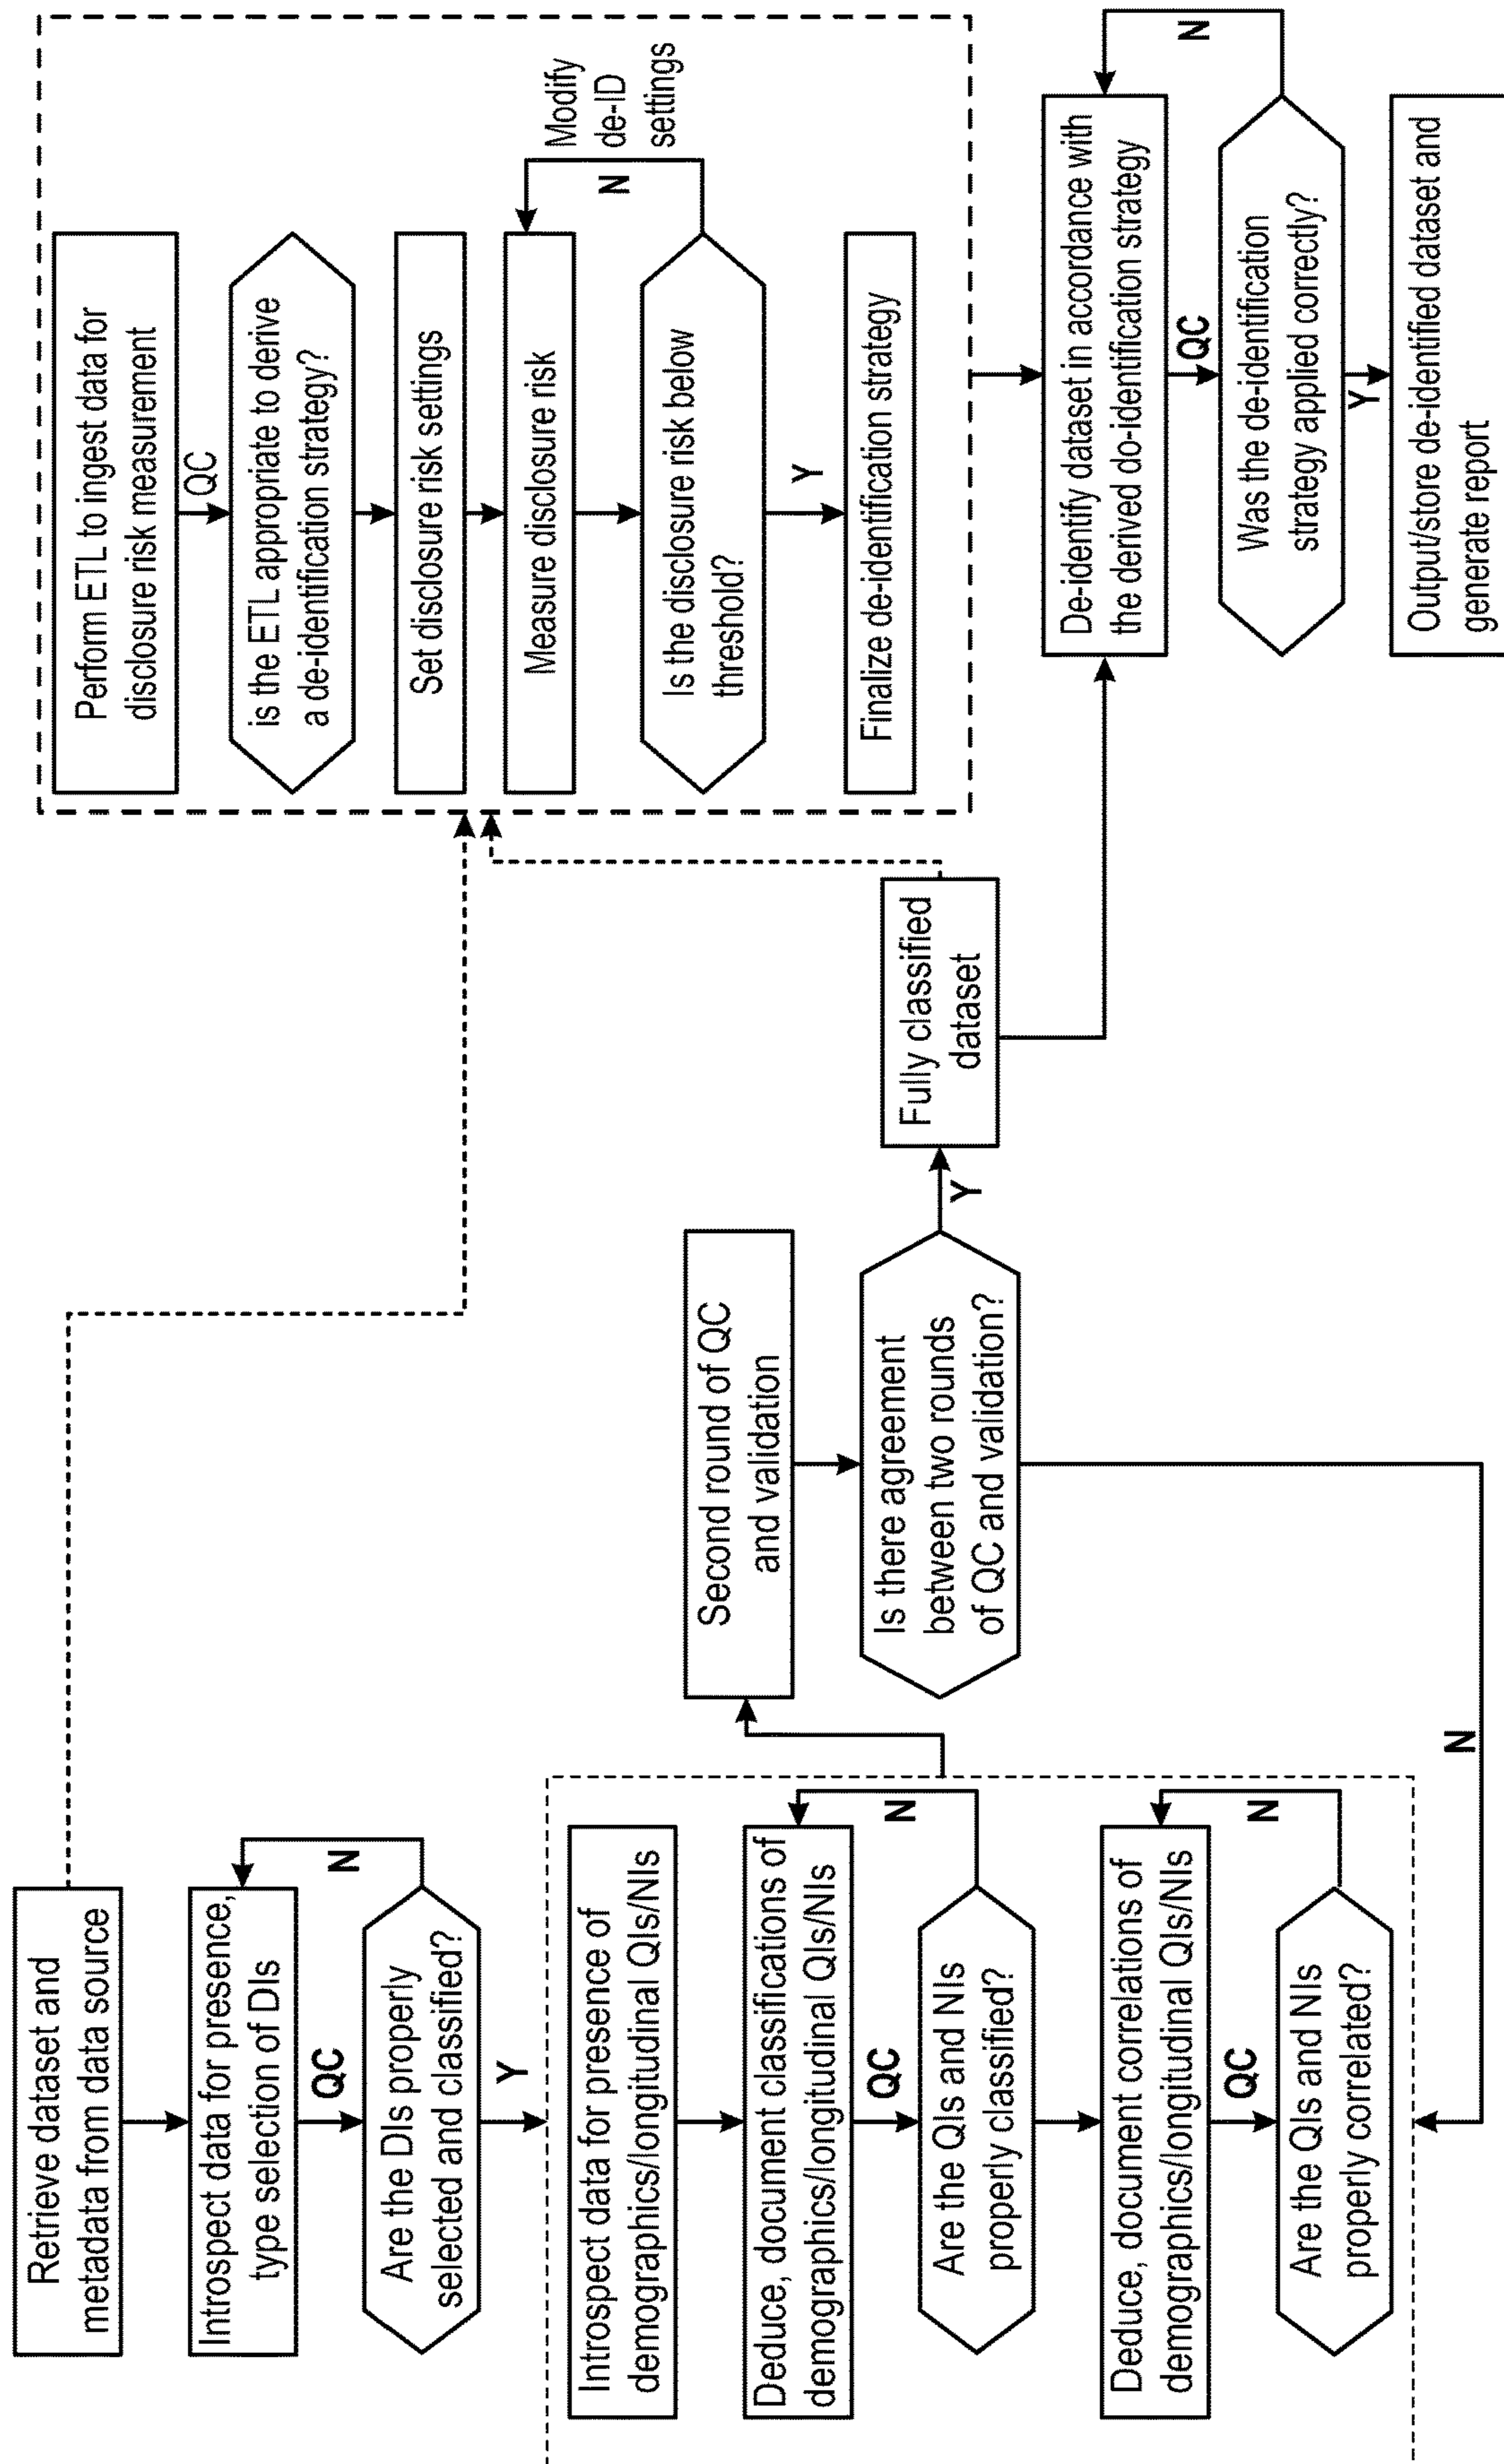 Retrieve dataset and
metadata from data source
Introspect data for presence,
type selection of DIs
QC
Are the DIs properly
selected and classified?
N
Y
Introspect data for presence of
demographics/longitudinal QIs/NIs
Deduce, document classifications of
demographics/longitudinal QIs/NIs
QC
Are the QIs and NIs
properly classified?
N
Deduce, document correlations of
demographics/longitudinal QIs/NIs
QC
Are the QIs and NIs
properly correlated?
N
Second round of QC
and validation
Is there agreement
between two rounds
of QC and validation?
N
Y
Fully classified
dataset
Perform ETL to ingest data for
disclosure risk measurement
QC
is the ETL appropriate to derive
a de-identification strategy?
Set disclosure risk settings
Measure disclosure risk
Is the disclosure risk below
threshold?
N
Modify
de-ID
settings
Y
Finalize de-identification strategy
De-identify dataset in accordance with
the derived do-identification strategy
QC
Was the de-identification
strategy applied correctly?
N
Y
Output/store de-identified dataset and
generate report